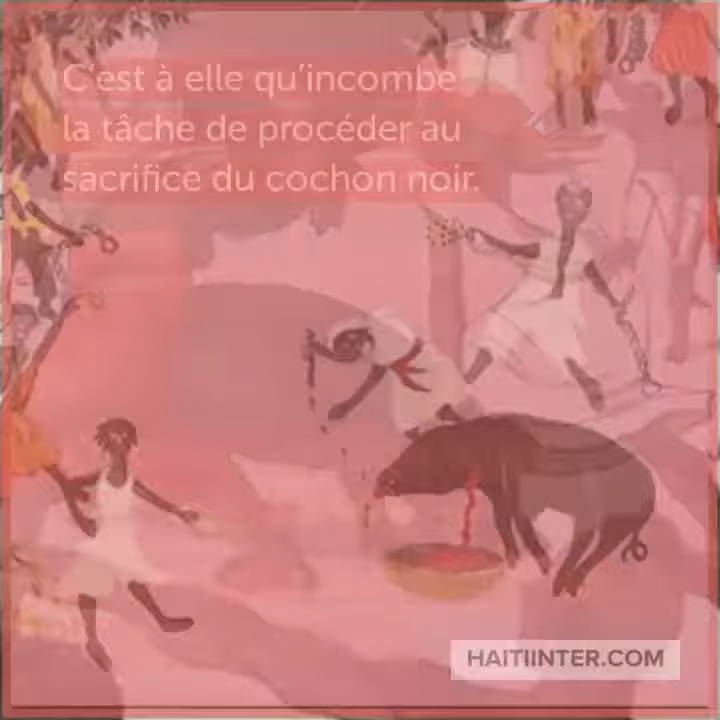 C'est à elle qu'incombe
la tâche de procéder au
sacrifice du cochon noir.
HAITIINTER.COM